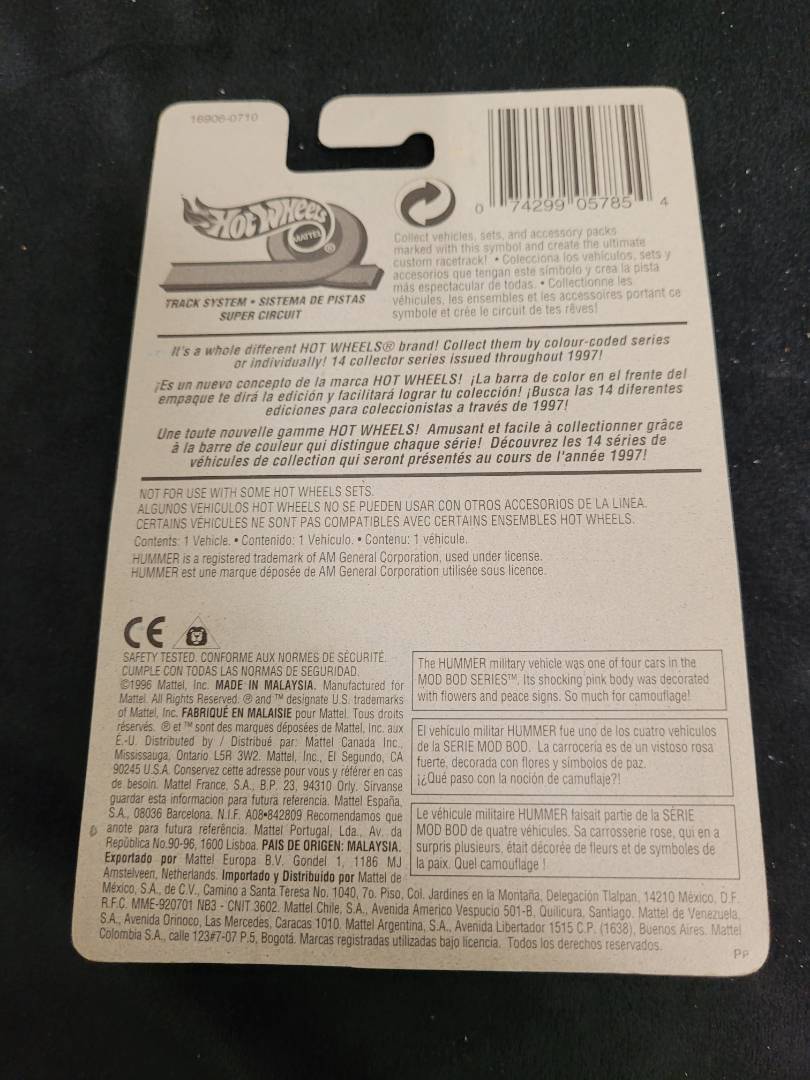 16906-0710
HOT WHEELS
MATTEL
®
TRACK SYSTEM • SISTEMA DE PISTAS
SUPER CIRCUIT
0 74299 05785 4
Collect vehicles, sets, and accessory packs
marked with this symbol and create the ultimate
custom racetrack! • Colecciona los vehículos, sets y
accesorios que tengan este símbolo y crea la pista
más espectacular de todas. • Collectionne les
véhicules, les ensembles et les accessoires portant ce
symbole et crée le circuit de tes rêves!
It's a whole different HOT WHEELS® brand! Collect them by colour-coded series
or individually! 14 collector series issued throughout 1997!
¡Es un nuevo concepto de la marca HOT WHEELS! ¡La barra de color en el frente del
empaque te dirá la edición y facilitará lograr tu colección! ¡Busca las 14 diferentes
ediciones para coleccionistas a través de 1997!
Une toute nouvelle gamme HOT WHEELS! Amusant et facile à collectionner grâce
à la barre de couleur qui distingue chaque série! Découvrez les 14 séries de
véhicules de collection qui seront présentés au cours de l'année 1997!
NOT FOR USE WITH SOME HOT WHEELS SETS.
ALGUNOS VEHICULOS HOT WHEELS NO SE PUEDEN USAR CON OTROS ACCESORIOS DE LA LINEA.
CERTAINS VÉHICULES NE SONT PAS COMPATIBLES AVEC CERTAINS ENSEMBLES HOT WHEELS.
Contents: 1 Vehicle. • Contenido: 1 Vehículo. • Contenu: 1 véhicule.
HUMMER is a registered trademark of AM General Corporation, used under license.
HUMMER est une marque déposée de AM General Corporation utilisée sous licence.
CE
SAFETY TESTED. CONFORME AUX NORMES DE SÉCURITÉ.
CUMPLE CON TODAS LAS NORMAS DE SEGURIDAD.
©1996 Mattel, Inc. MADE IN MALAYSIA. Manufactured for
Mattel. All Rights Reserved. ® and ™ designate U.S. trademarks
of Mattel, Inc. FABRIQUÉ EN MALAISIE pour Mattel. Tous droits
réservés. ® et ™ sont des marques déposées de Mattel, Inc. aux
É.-U. Distributed by / Distribué par: Mattel Canada Inc.,
Mississauga, Ontario L5R 3W2. Mattel, Inc., El Segundo, CA
90245 U.S.A. Conservez cette adresse pour vous y référer en cas
de besoin. Mattel France, S.A., B.P. 23, 94310 Orly. Sírvanse
guardar esta informacion para futura referencia. Mattel España,
S.A., 08036 Barcelona. N.I.F. A08•842809 Recomendamos que
anote para futura referência. Mattel Portugal, Lda., Av. da
República No.90-96, 1600 Lisboa. PAIS DE ORIGEN: MALAYSIA.
Exportado por Mattel Europa B.V. Gondel 1, 1186 MJ
Amstelveen, Netherlands. Importado y Distribuido por Mattel de
México, S.A., de C.V., Camino a Santa Teresa No. 1040, 7o. Piso, Col. Jardines en la Montaña, Delegación Tlalpan, 14210 México, D.F.
R.F.C. MME-920701 NB3 - CNIT 3602. Mattel Chile, S.A., Avenida Americo Vespucio 501-B, Quilicura, Santiago. Mattel de Venezuela,
S.A., Avenida Orinoco, Las Mercedes, Caracas 1010. Mattel Argentina, S.A., Avenida Libertador 1515 C.P. (1638), Buenos Aires. Mattel
Colombia S.A., calle 123#7-07 P.5, Bogotá. Marcas registradas utilizadas bajo licencia. Todos los derechos reservados.
The HUMMER military vehicle was one of four cars in the
MOD BOD SERIES™. Its shocking pink body was decorated
with flowers and peace signs. So much for camouflage!
El vehículo militar HUMMER fue uno de los cuatro vehículos
de la SERIE MOD BOD. La carrocería es de un vistoso rosa
fuerte, decorada con flores y símbolos de paz.
¡¿Qué paso con la noción de camuflaje?!
Le véhicule militaire HUMMER faisait partie de la SÉRIE
MOD BOD de quatre véhicules. Sa carrosserie rose, qui en a
surpris plusieurs, était décorée de fleurs et de symboles de
la paix. Quel camouflage !
PP